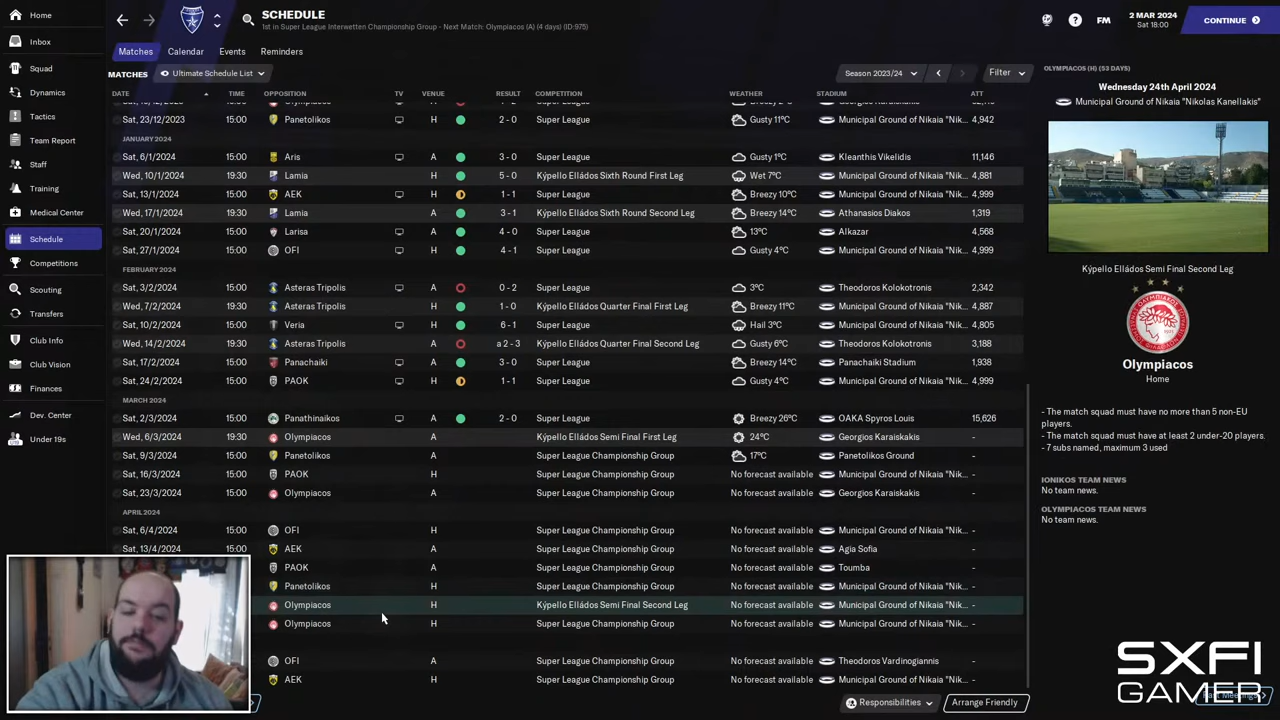 Home
Inbox
Squad
Dynamics
Tactics
Team Report
Staff
Training
Medical Center
Schedule
Competitions
Scouting
Transfers
Club Info
Club Vision
Finances
Dev. Center
Under 19s
SCHEDULE
1st in Super League Interwetten Championship Group - Next Match: Olympiacos (A) (4 days) (ID:975)
FM
2 MAR 2024
Sat 18:00
CONTINUE
Matches Calendar Events Reminders
MATCHES Ultimate Schedule List Season 2023/24 Filter
DATE TIME OPPOSITION TV VENUE RESULT COMPETITION WEATHER STADIUM ATT
Sat, 23/12/2023 15:00 Panetolikos H 2 - 0 Super League Gusty 11°C Municipal Ground of Nikaia "Nik... 4,942
JANUARY 2024
Sat, 6/1/2024 15:00 Aris A 3 - 0 Super League Gusty 1°C Kleanthis Vikelidis 11,146
Wed, 10/1/2024 19:30 Lamia H 5 - 0 Kýpello Elládos Sixth Round First Leg Wet 7°C Municipal Ground of Nikaia "Nik... 4,881
Sat, 13/1/2024 15:00 AEK H 1 - 1 Super League Breezy 10°C Municipal Ground of Nikaia "Nik... 4,999
Wed, 17/1/2024 19:30 Lamia A 3 - 1 Kýpello Elládos Sixth Round Second Leg Breezy 14°C Athanasios Diakos 1,319
Sat, 20/1/2024 15:00 Larisa A 4 - 0 Super League 13°C Alkazar 4,568
Sat, 27/1/2024 15:00 OFI H 4 - 1 Super League Gusty 4°C Municipal Ground of Nikaia "Nik... 4,999
FEBRUARY 2024
Sat, 3/2/2024 15:00 Asteras Tripolis A 0 - 2 Super League 3°C Theodoros Kolokotronis 2,342
Wed, 7/2/2024 19:30 Asteras Tripolis H 1 - 0 Kýpello Elládos Quarter Final First Leg Breezy 11°C Municipal Ground of Nikaia "Nik... 4,887
Sat, 10/2/2024 15:00 Veria H 6 - 1 Super League Hail 3°C Municipal Ground of Nikaia "Nik... 4,805
Wed, 14/2/2024 19:30 Asteras Tripolis A a 2 - 3 Kýpello Elládos Quarter Final Second Leg Gusty 6°C Theodoros Kolokotronis 3,188
Sat, 17/2/2024 15:00 Panachaiki A 3 - 0 Super League Breezy 14°C Panachaiki Stadium 1,938
Sat, 24/2/2024 15:00 PAOK H 1 - 1 Super League Gusty 4°C Municipal Ground of Nikaia "Nik... 4,999
MARCH 2024
Sat, 2/3/2024 15:00 Panathinaikos A 2 - 0 Super League Breezy 26°C OAKA Spyros Louis 15,626
Wed, 6/3/2024 19:30 Olympiacos A Kýpello Elládos Semi Final First Leg 24°C Georgios Karaiskakis -
Sat, 9/3/2024 15:00 Panetolikos A Super League Championship Group 17°C Panetolikos Ground -
Sat, 16/3/2024 15:00 PAOK H Super League Championship Group No forecast available Municipal Ground of Nikaia "Nik... -
Sat, 23/3/2024 15:00 Olympiacos A Super League Championship Group No forecast available Georgios Karaiskakis -
APRIL 2024
Sat, 6/4/2024 15:00 OFI H Super League Championship Group No forecast available Municipal Ground of Nikaia "Nik... -
Sat, 13/4/2024 15:00 AEK A Super League Championship Group No forecast available Agia Sofia -
PAOK A Super League Championship Group No forecast available Toumba -
Panetolikos H Super League Championship Group No forecast available Municipal Ground of Nikaia "Nik... -
Olympiacos H Kýpello Elládos Semi Final Second Leg No forecast available Municipal Ground of Nikaia "Nik... -
Olympiacos H Super League Championship Group No forecast available Municipal Ground of Nikaia "Nik... -
OFI A Super League Championship Group No forecast available Theodoros Vardinogiannis -
AEK H Super League Championship Group No forecast available Municipal Ground of Nikaia "Nik... -
Responsibilities Arrange Friendly
OLYMPIACOS (H) (53 DAYS)
Wednesday 24th April 2024
Municipal Ground of Nikaia "Nikolas Kanellakis"
Kýpello Elládos Semi Final Second Leg
Olympiacos
Home
- The match squad must have no more than 5 non-EU
players.
- The match squad must have at least 2 under-20 players.
- 7 subs named, maximum 3 used
IONIKOS TEAM NEWS
No team news.
OLYMPIACOS TEAM NEWS
No team news.
SXFI
GAMER